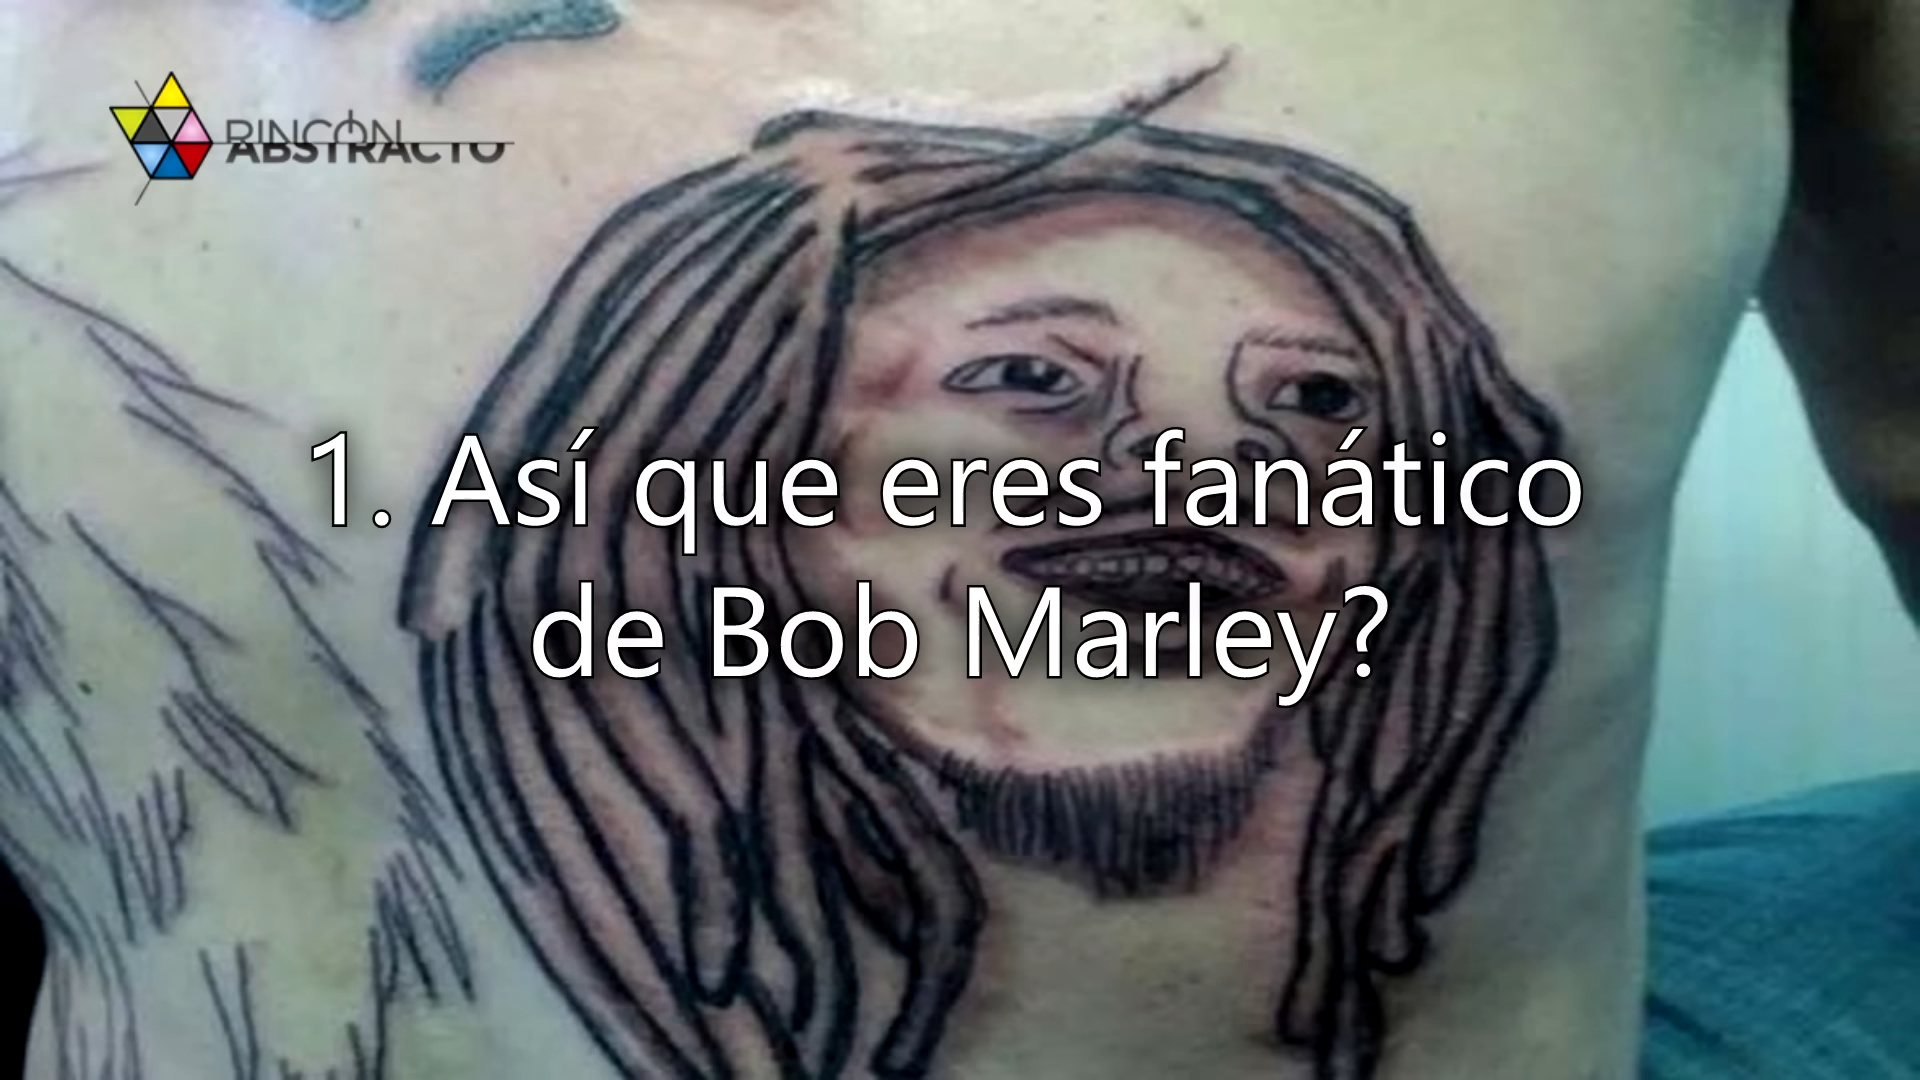 RINCÓN
ABSTRACTO
1. Así que eres fanático
de Bob Marley?